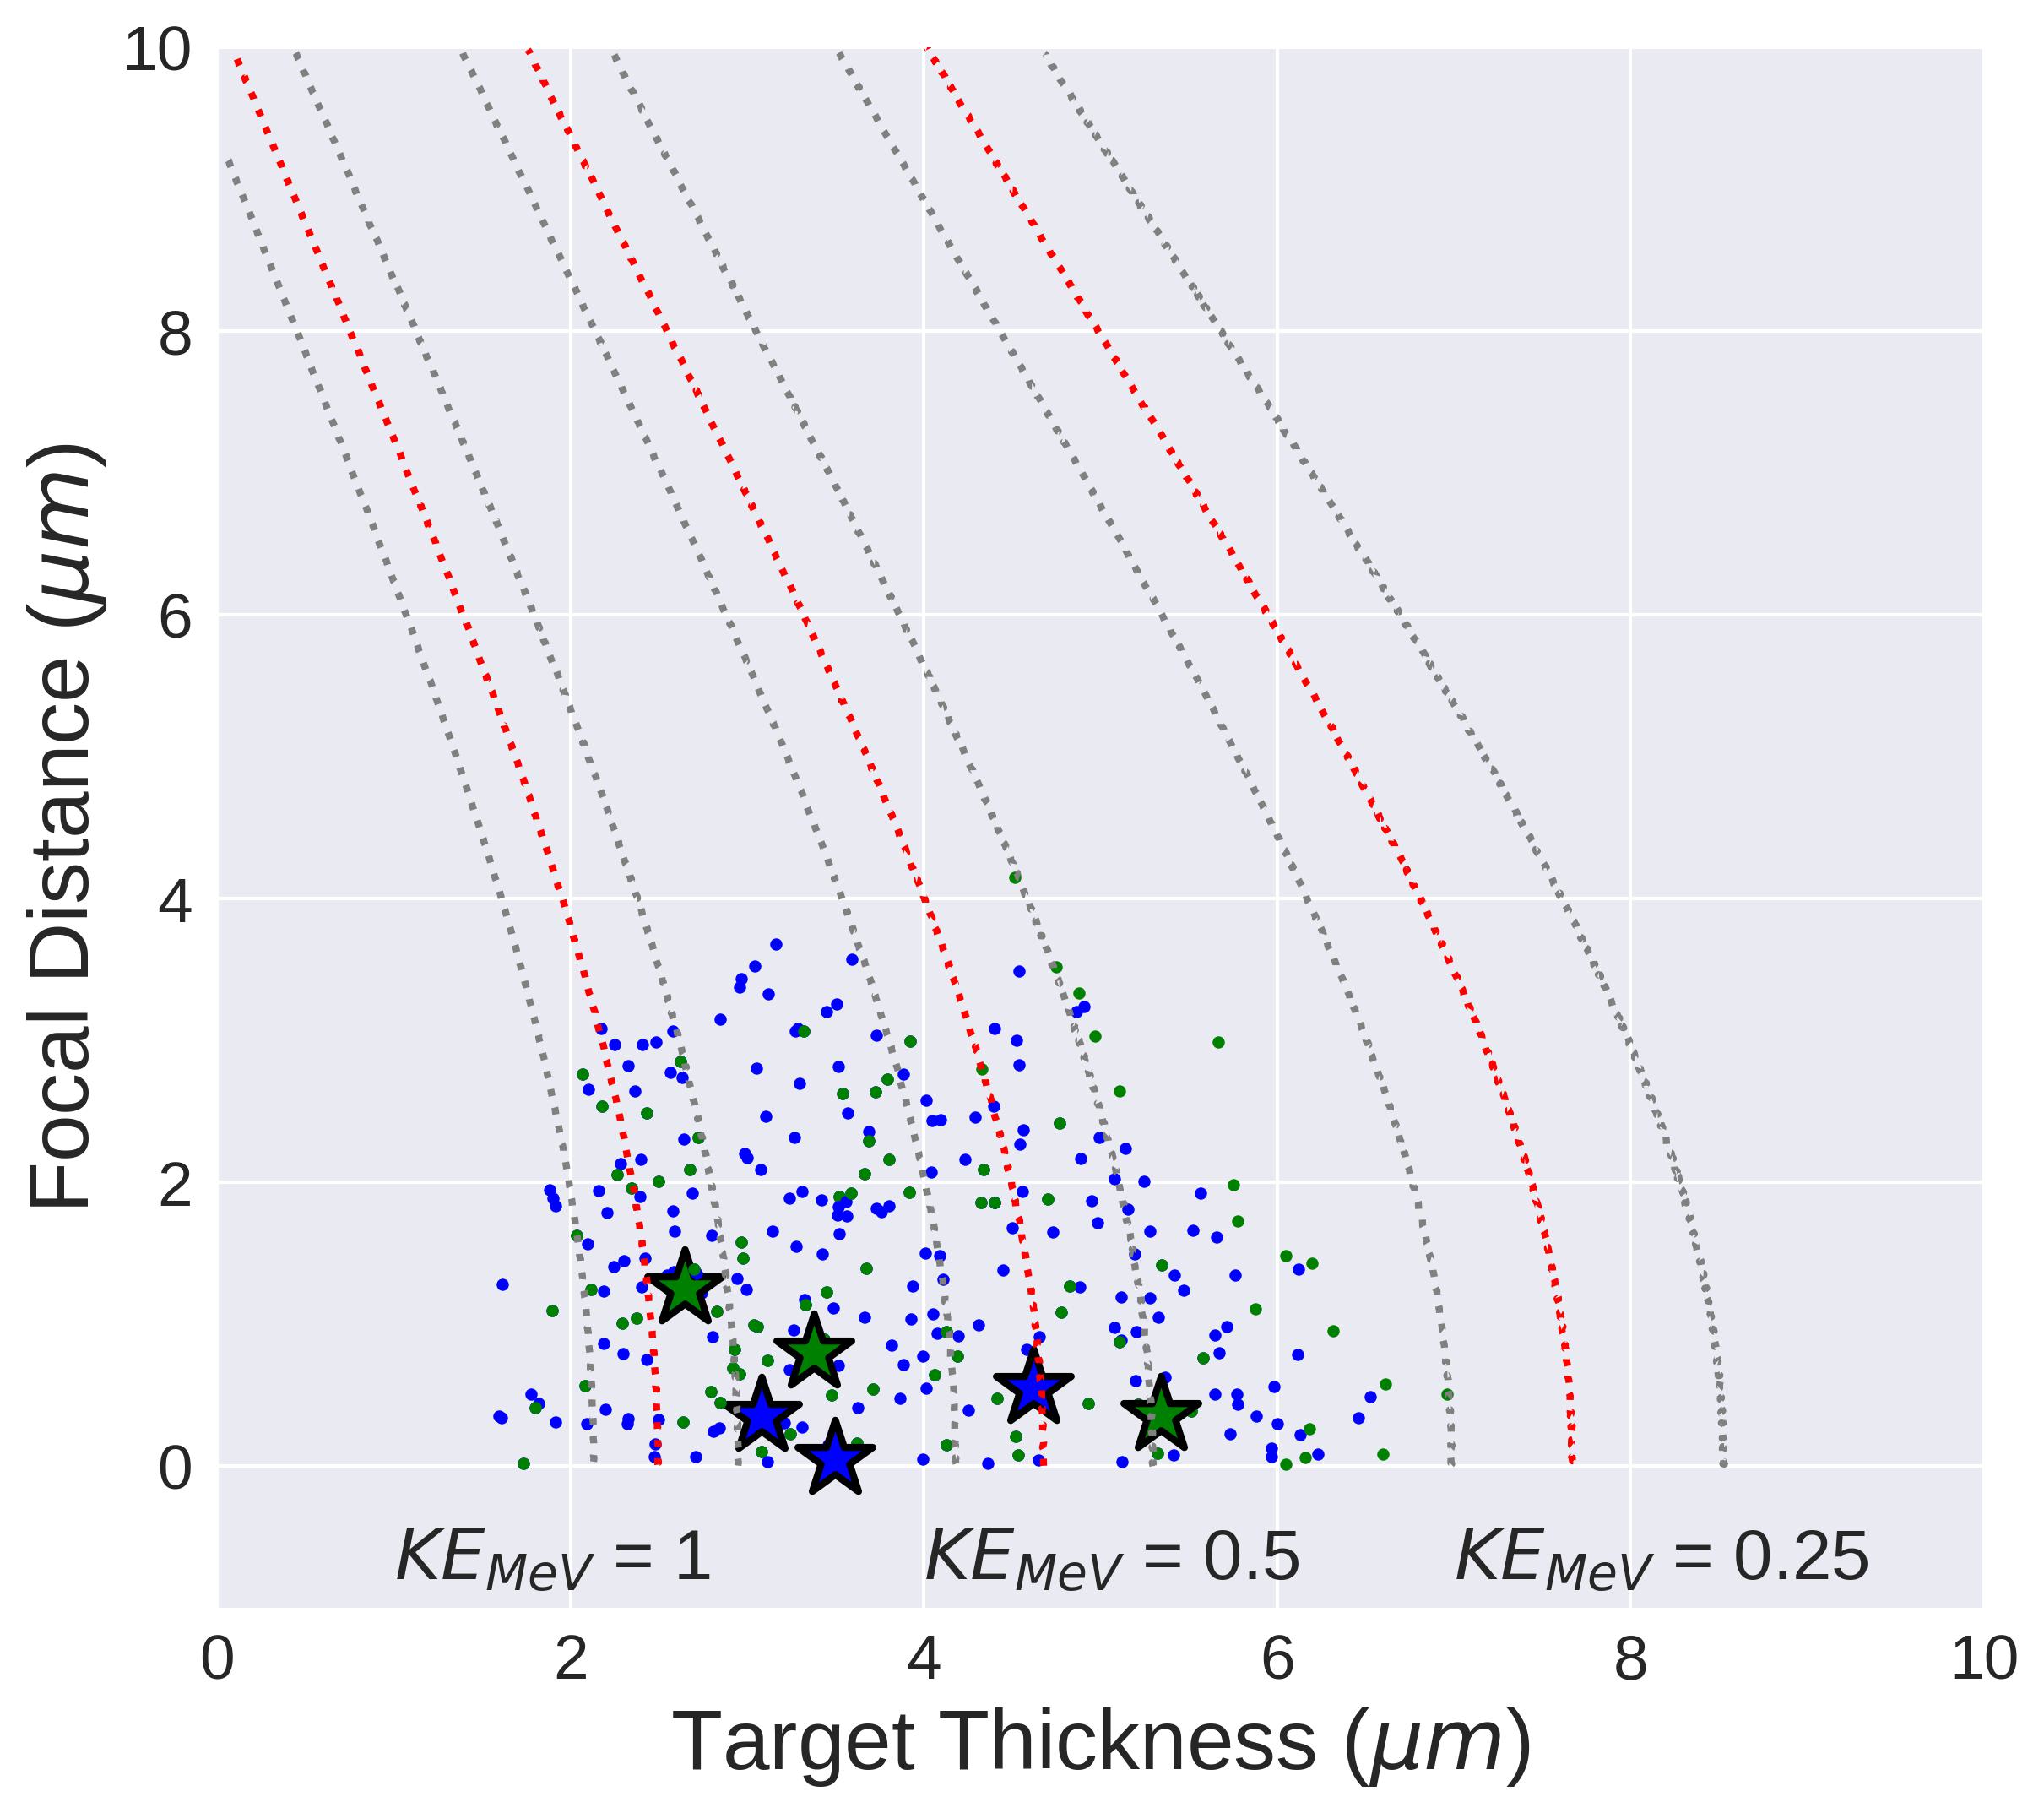 10
8
6
4
2
0
Focal Distance (μm)
KE_MeV = 1
KE_MeV = 0.5
KE_MeV = 0.25
0 2 4 6 8 10
Target Thickness (μm)